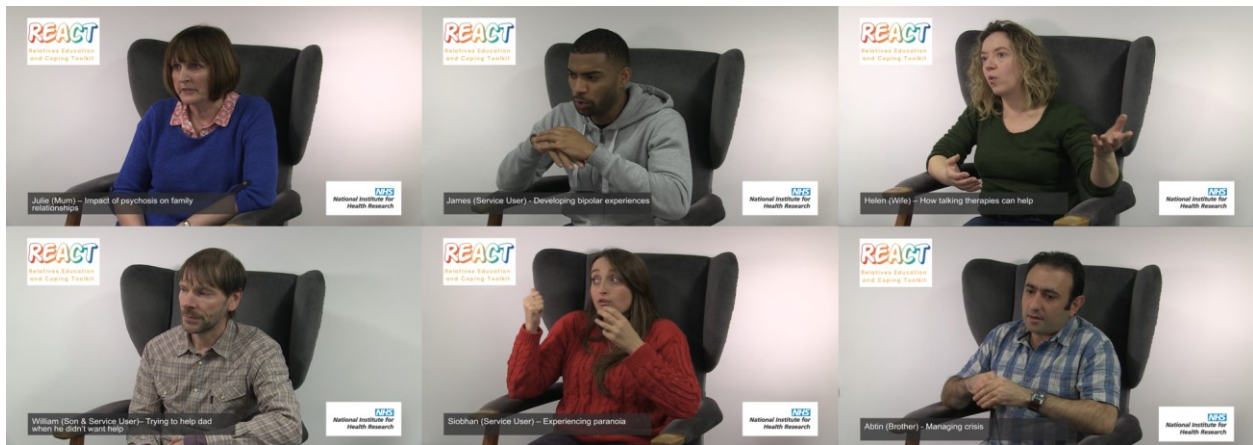 REACT
Relatives Education
and Coping Toolkit
Julie (Mum) – Impact of psychosis on family
relationships
NHS
National Institute for
Health Research
REACT
Relatives Education
and Coping Toolkit
James (Service User) - Developing bipolar experiences
NHS
National Institute for
Health Research
REACT
Relatives Education
and Coping Toolkit
Helen (Wife) – How talking therapies can help
NHS
National Institute for
Health Research
REACT
Relatives Education
and Coping Toolkit
William (Son & Service User)– Trying to help dad
when he didn't want help
NHS
National Institute for
Health Research
REACT
Relatives Education
and Coping Toolkit
Siobhan (Service User) – Experiencing paranoia
NHS
National Institute for
Health Research
REACT
Relatives Education
and Coping Toolkit
Abtin (Brother) - Managing crisis
NHS
National Institute for
Health Research